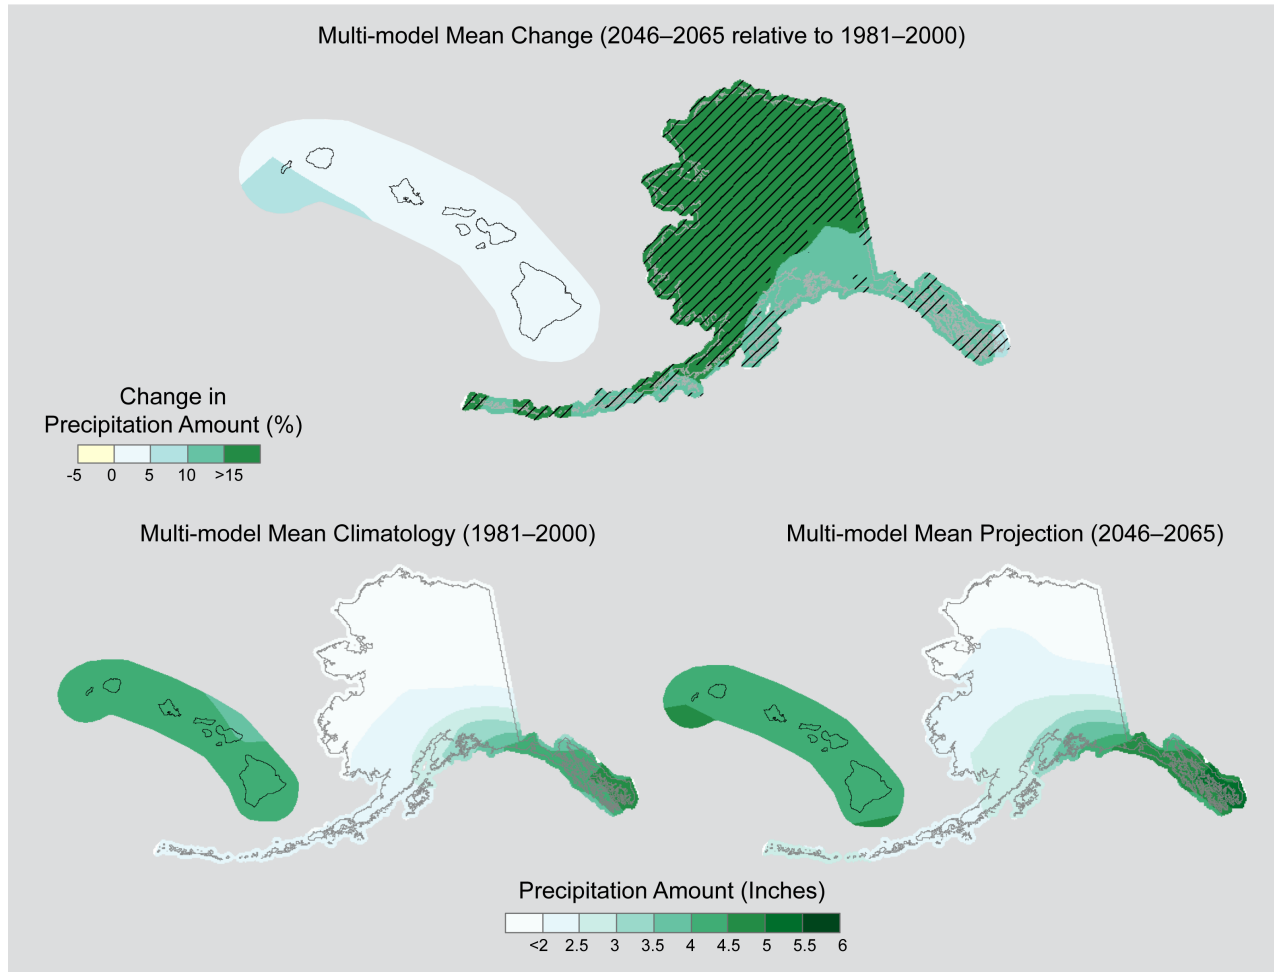 Multi-model Mean Change (2046–2065 relative to 1981–2000)
Change in
Precipitation Amount (%)
-5 0 5 10 >15
Multi-model Mean Climatology (1981–2000)
Multi-model Mean Projection (2046–2065)
Precipitation Amount (Inches)
<2 2.5 3 3.5 4 4.5 5 5.5 6